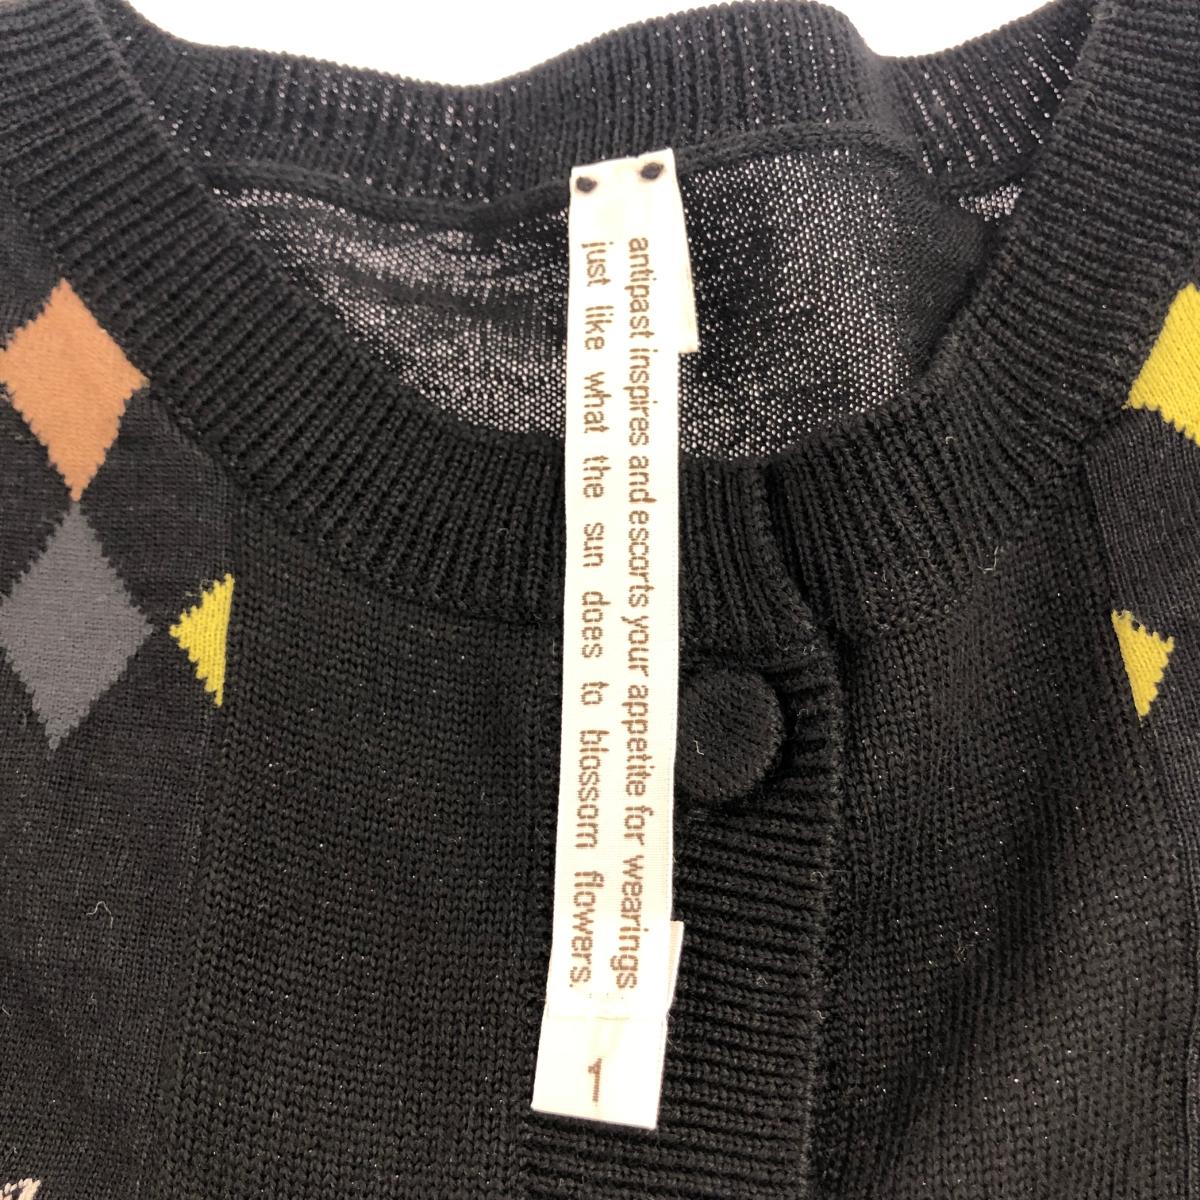 antipast inspires and escorts your appetite for wearings
just like what the sun does to blossom flowers.
1